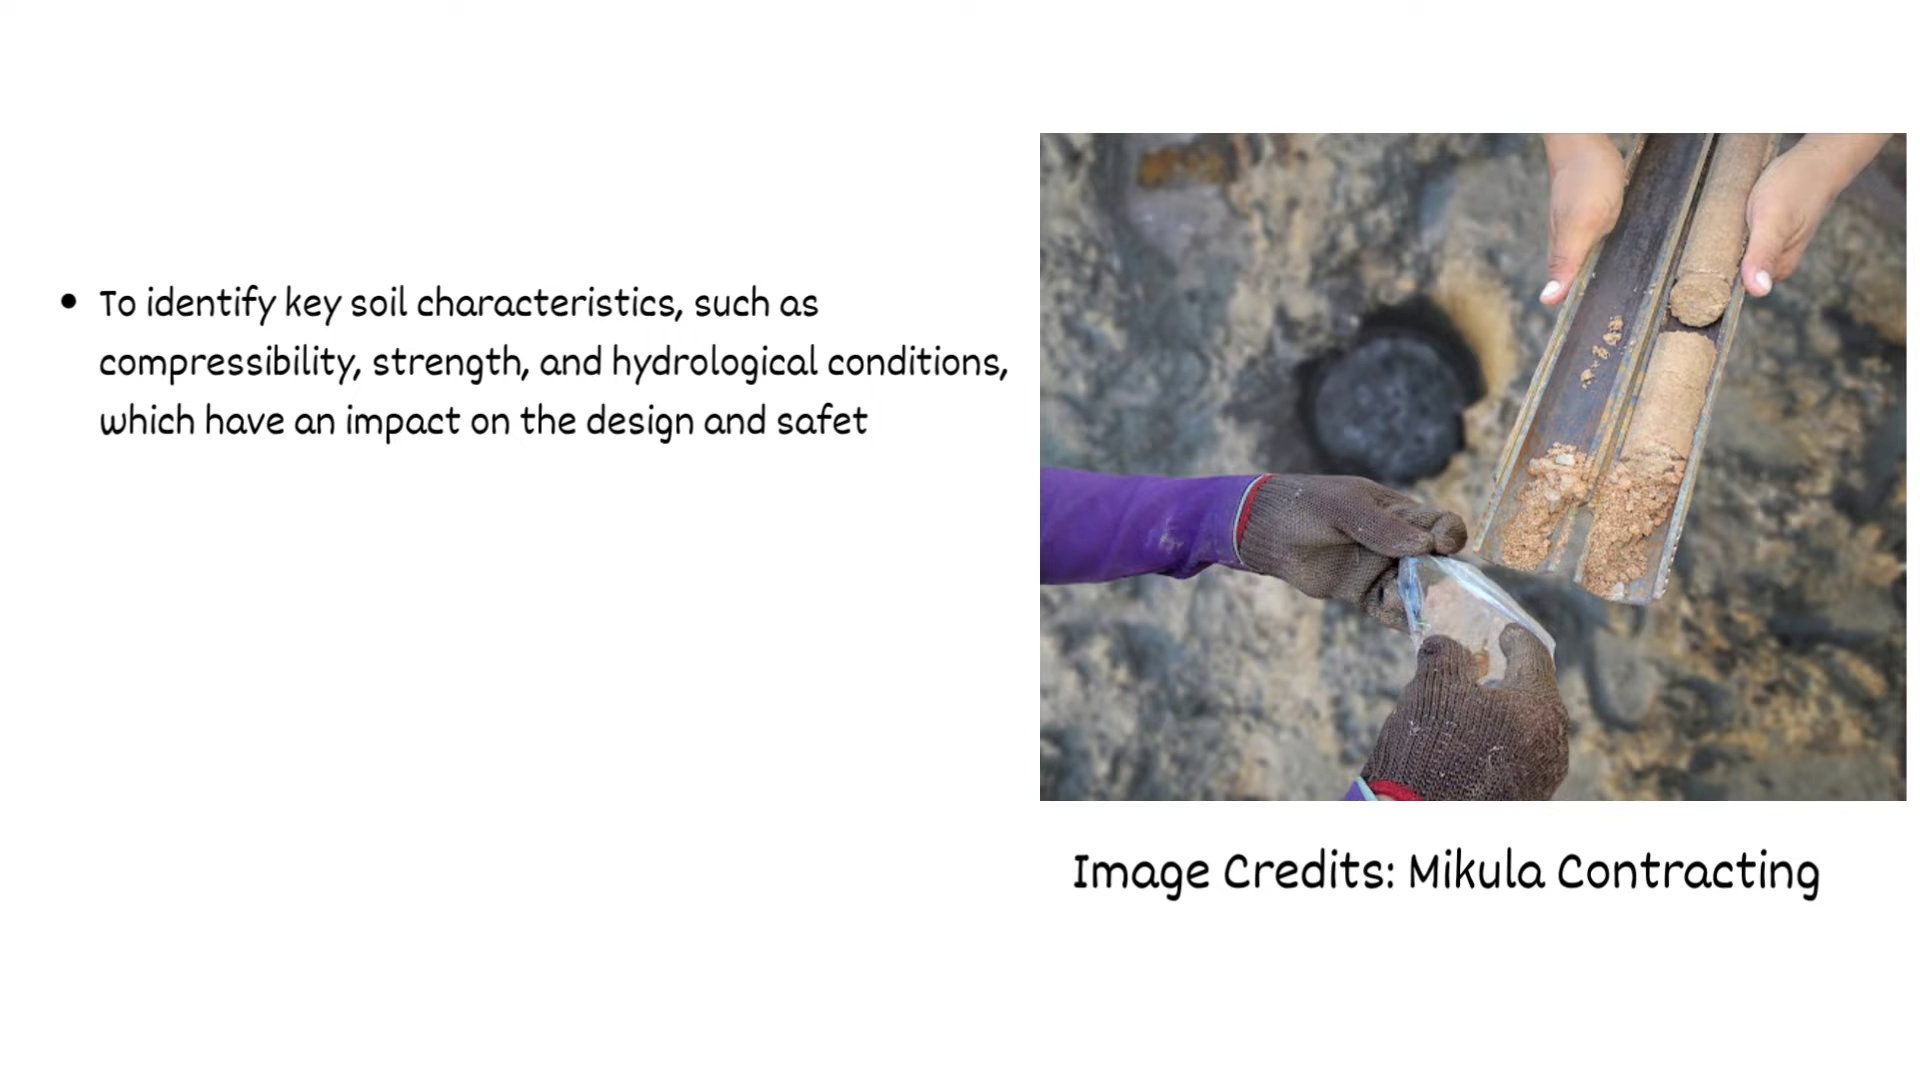 • To identify key soil characteristics, such as
compressibility, strength, and hydrological conditions,
which have an impact on the design and safet
Image Credits: Mikula Contracting